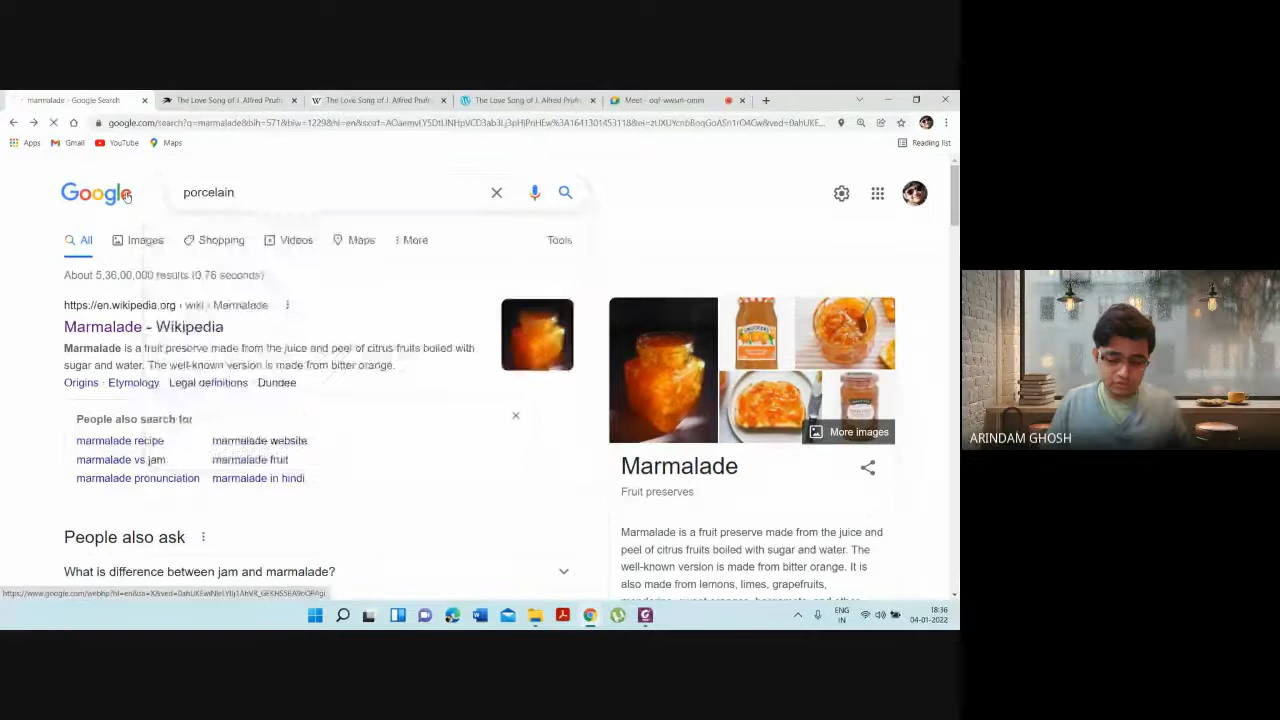 marmalade - Google Search
The Love Song of J. Alfred Prufr
The Love Song of J. Alfred Prufr
The Love Song of J. Alfred Prufr
Meet - oqf-wwsm-omm
Apps
Gmail
YouTube
Maps
Reading list
Google
porcelain
All
Images
Shopping
Videos
Maps
More
Tools
About 5,36,00,000 results (0.76 seconds)
https://en.wikipedia.org › wiki › Marmalade
Marmalade - Wikipedia
Marmalade is a fruit preserve made from the juice and peel of citrus fruits boiled with
sugar and water. The well-known version is made from bitter orange.
Origins · Etymology · Legal definitions · Dundee
People also search for
marmalade recipe
marmalade website
marmalade vs jam
marmalade fruit
marmalade pronunciation
marmalade in hindi
People also ask
What is difference between jam and marmalade?
More images
Marmalade
Fruit preserves
Marmalade is a fruit preserve made from the juice and
peel of citrus fruits boiled with sugar and water. The
well-known version is made from bitter orange. It is
also made from lemons, limes, grapefruits,
ENG
IN
18:36
04-01-2022
ARINDAM GHOSH